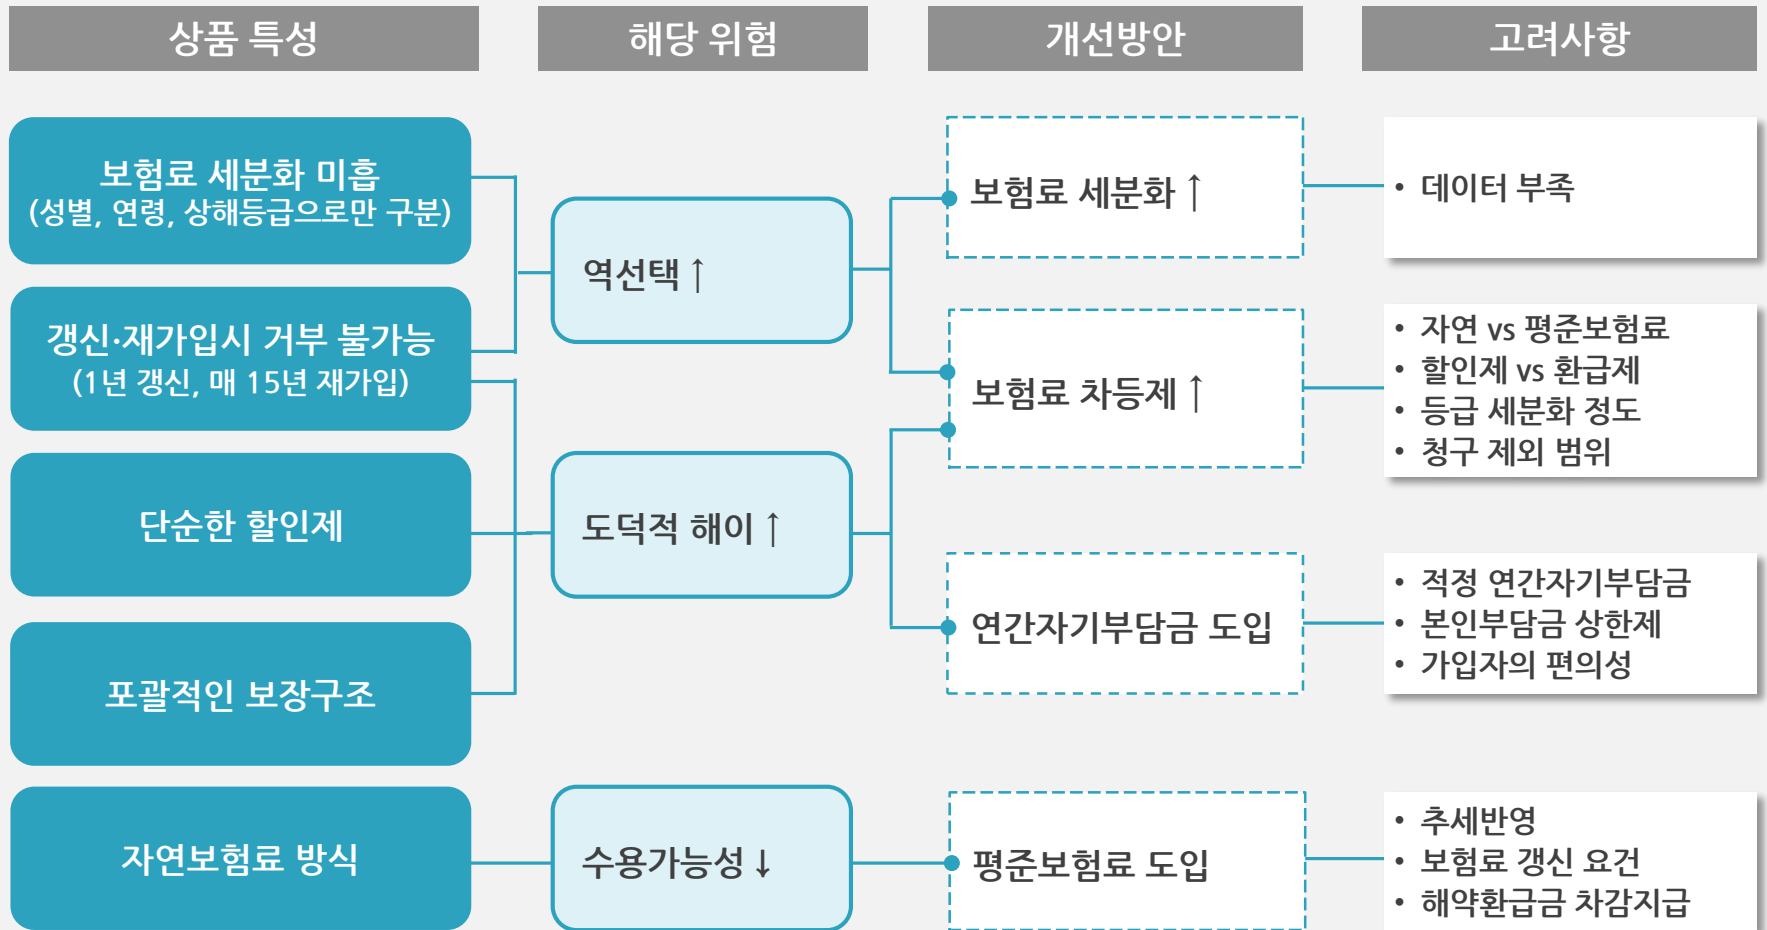 상품 특성
해당 위험
개선방안
고려사항
보험료 세분화 미흡
(성별, 연령, 상해등급으로만 구분)
갱신·재가입시 거부 불가능
(1년 갱신, 매 15년 재가입)
단순한 할인제
포괄적인 보장구조
자연보험료 방식
역선택 ↑
도덕적 해이 ↑
수용가능성 ↓
보험료 세분화 ↑
보험료 차등제 ↑
연간자기부담금 도입
평준보험료 도입
• 데이터 부족
• 자연 vs 평준보험료
• 할인제 vs 환급제
• 등급 세분화 정도
• 청구 제외 범위
• 적정 연간자기부담금
• 본인부담금 상한제
• 가입자의 편의성
• 추세반영
• 보험료 갱신 요건
• 해약환급금 차감지급